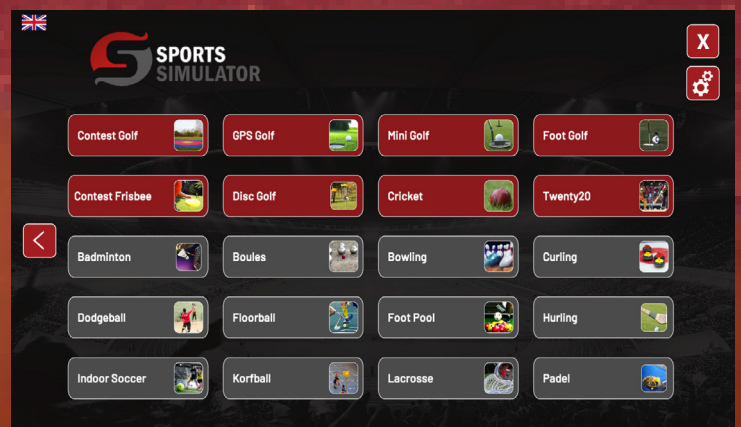 SPORTS
SIMULATOR
X
Contest Golf
GPS Golf
Mini Golf
Foot Golf
Contest Frisbee
Disc Golf
Cricket
Twenty20
Badminton
Boules
Bowling
Curling
Dodgeball
Floorball
Foot Pool
Hurling
Indoor Soccer
Korfball
Lacrosse
Padel